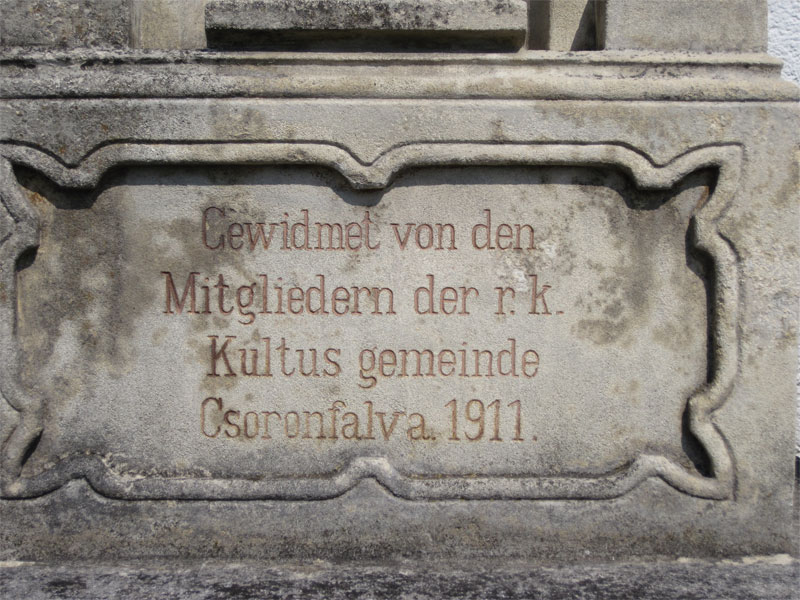 Gewidmet von den
Mitgliedern der r. k.
Kultus gemeinde
Csoronfalva. 1911.